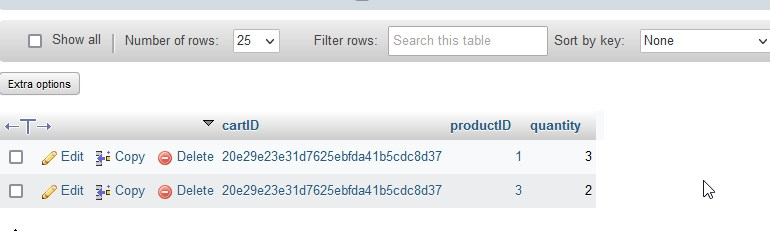 Show all Number of rows: 25 Filter rows: Search this table Sort by key: None
Extra options
cartID productID quantity
Edit Copy Delete 20e29e23e31d7625ebfda41b5cdc8d37 1 3
Edit Copy Delete 20e29e23e31d7625ebfda41b5cdc8d37 3 2